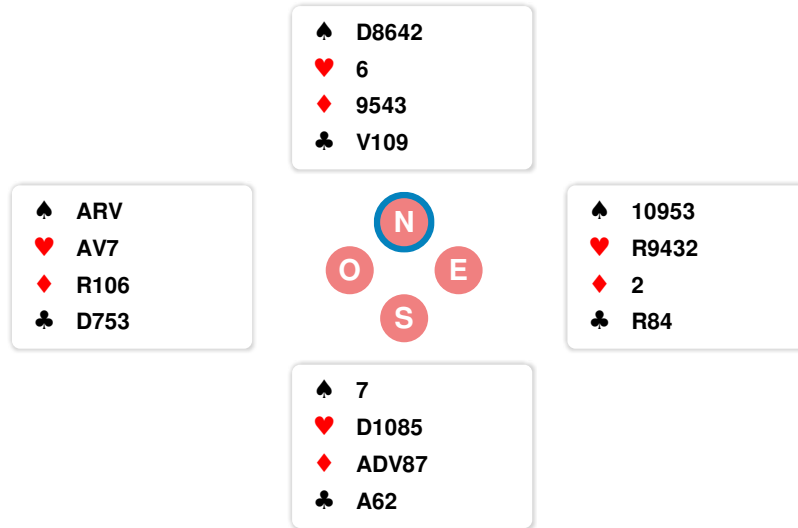 ♠ D8642
♥ 6
♦ 9543
♣ V109
♠ ARV
♥ AV7
♦ R106
♣ D753
N
O E
S
♠ 10953
♥ R9432
♦ 2
♣ R84
♠ 7
♥ D1085
♦ ADV87
♣ A62